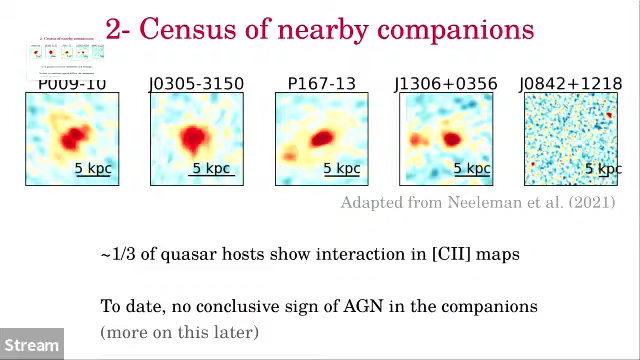 2- Census of nearby companions
P009-10 J0305-3150 P167-13 J1306+0356 J0842+1218
5 kpc 5 kpc 5 kpc 5 kpc 5 kpc
Adapted from Neeleman et al. (2021)
~1/3 of quasar hosts show interaction in [CII] maps
To date, no conclusive sign of AGN in the companions
(more on this later)
Stream